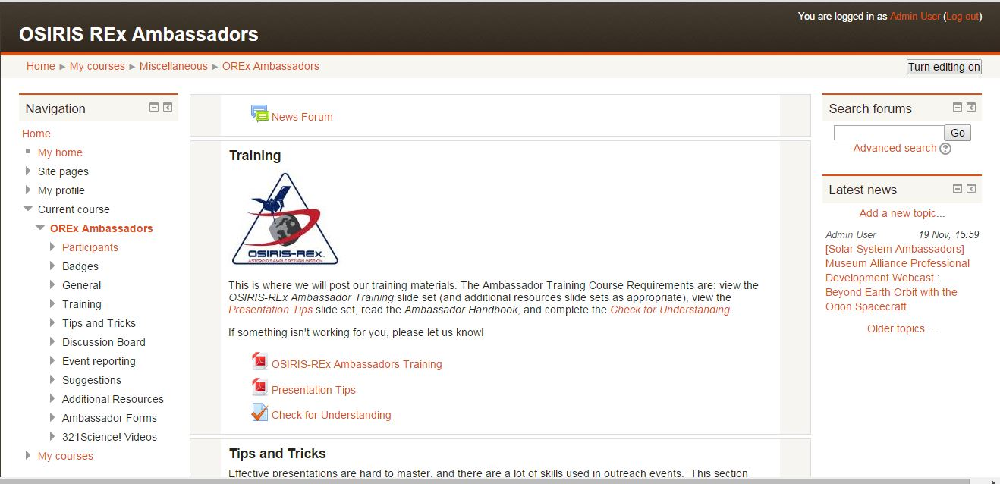 You are logged in as Admin User (Log out)
OSIRIS REx Ambassadors
Home ► My courses ► Miscellaneous ► OREx Ambassadors
Turn editing on
Navigation
Home
My home
Site pages
My profile
Current course
OREx Ambassadors
Participants
Badges
General
Training
Tips and Tricks
Discussion Board
Event reporting
Suggestions
Additional Resources
Ambassador Forms
321Science! Videos
My courses
News Forum
Training
OSIRIS-REx
ASTEROID SAMPLE RETURN MISSION
This is where we will post our training materials. The Ambassador Training Course Requirements are: view the
OSIRIS-REx Ambassador Training slide set (and additional resources slide sets as appropriate), view the
Presentation Tips slide set, read the Ambassador Handbook, and complete the Check for Understanding.
If something isn't working for you, please let us know!
OSIRIS-REx Ambassadors Training
Presentation Tips
Check for Understanding
Tips and Tricks
Effective presentations are hard to master, and there are a lot of skills used in outreach events. This section
Search forums
Go
Advanced search ?
Latest news
Add a new topic...
Admin User 19 Nov, 15:59
[Solar System Ambassadors]
Museum Alliance Professional
Development Webcast :
Beyond Earth Orbit with the
Orion Spacecraft
Older topics ...